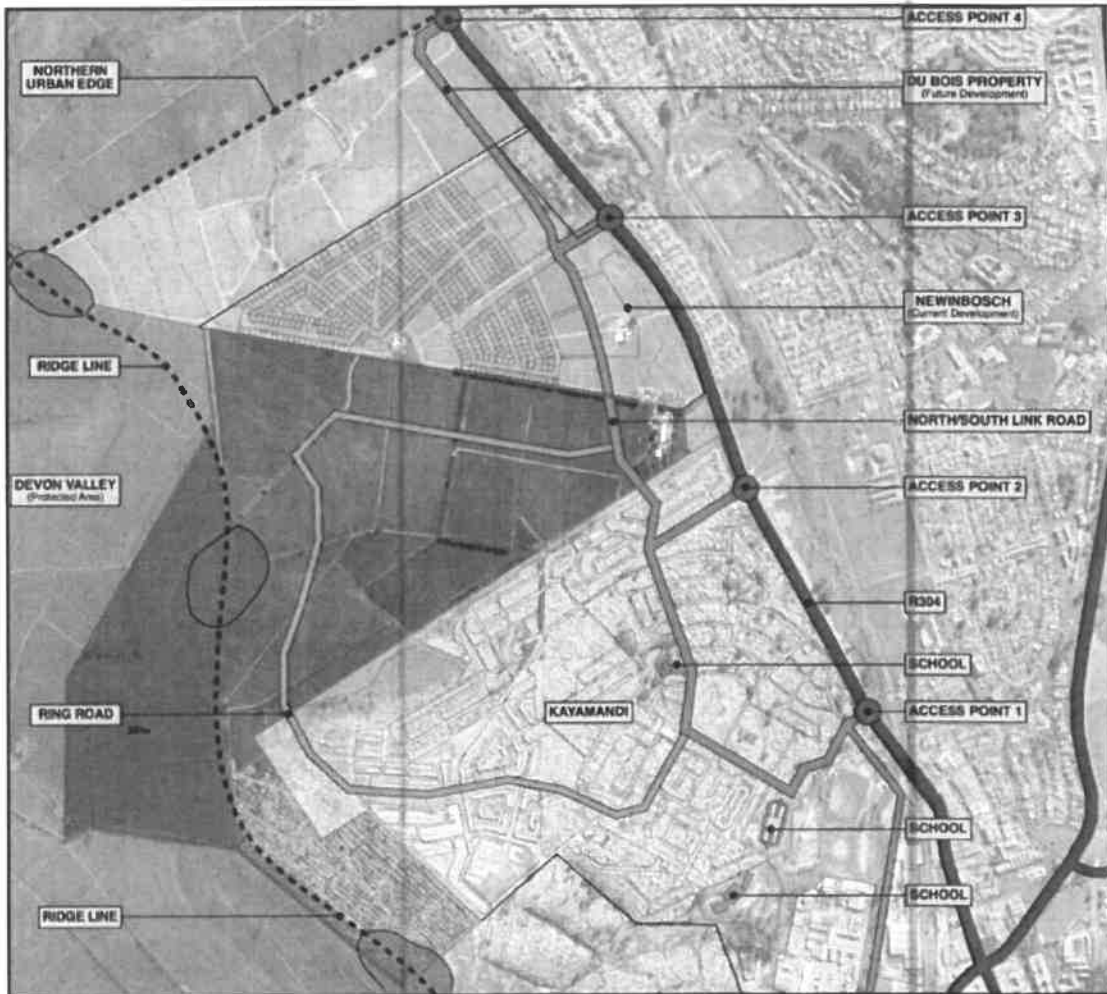 ACCESS POINT 4
NORTHERN
URBAN EDGE
DU BOIS PROPERTY
(Future Development)
ACCESS POINT 3
NEWINBOSCH
(Current Development)
RIDGE LINE
NORTH/SOUTH LINK ROAD
DEVON VALLEY
(Protected Area)
ACCESS POINT 2
R304
SCHOOL
RING ROAD
KAYAMANDI
ACCESS POINT 1
SCHOOL
SCHOOL
RIDGE LINE